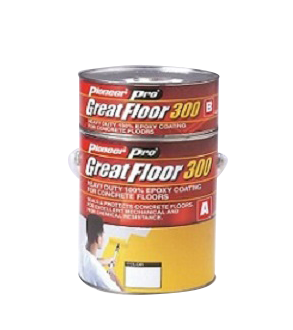 Pioneer Pro
Great Floor 300 B
HEAVY DUTY 100% EPOXY COATING
FOR CONCRETE FLOORS
Pioneer Pro
Great Floor 300
HEAVY DUTY 100% EPOXY COATING
FOR CONCRETE FLOORS
A
SEALS & PROTECTS CONCRETE FLOORS.
FOR EXCELLENT MECHANICAL AND
CHEMICAL RESISTANCE.